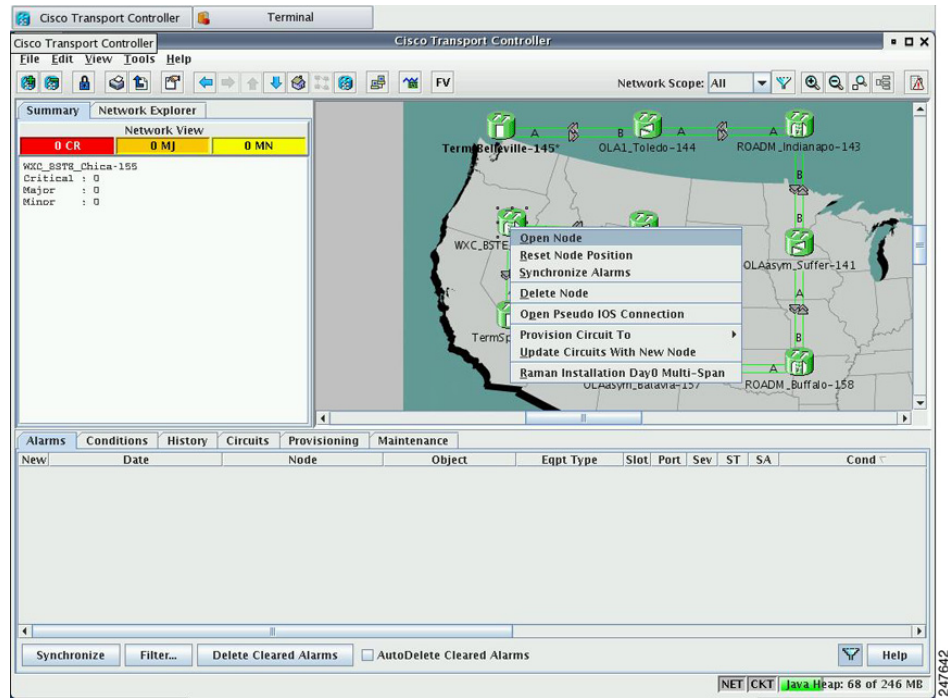 Cisco Transport Controller
Terminal
Cisco Transport Controller
Cisco Transport Controller
File Edit View Tools Help
FV
Network Scope: All
Summary
Network Explorer
Network View
0 CR
0 MJ
0 MN
WXC_BSTE_Chica-155
Critical : 0
Major : 0
Minor : 0
A
B
A
A
Term Belleville-145*
OLA1_Toledo-144
ROADM_Indianapo-143
B
B
WXC_BSTE
OLAasym_Suffer-141
A
B
TermSp
A
OLAasym_Batavia-157
ROADM_Buffalo-158
Open Node
Reset Node Position
Synchronize Alarms
Delete Node
Open Pseudo IOS Connection
Provision Circuit To
Update Circuits With New Node
Raman Installation Day0 Multi-Span
Alarms
Conditions
History
Circuits
Provisioning
Maintenance
New Date Node Object Eqpt Type Slot Port Sev ST SA Cond
Synchronize
Filter...
Delete Cleared Alarms
AutoDelete Cleared Alarms
Help
NET CKT Java Heap: 68 of 246 MB
247642